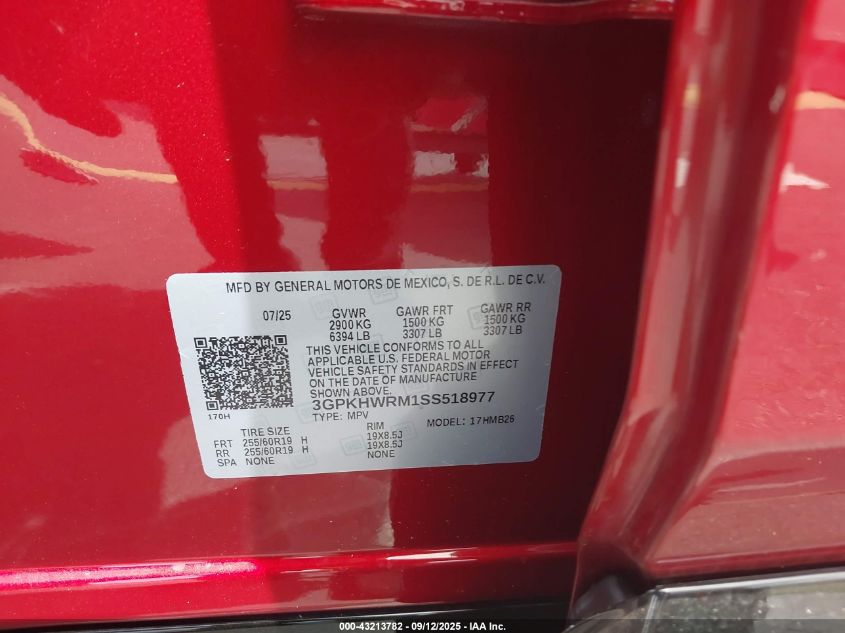 MFD BY GENERAL MOTORS DE MEXICO, S. DE R.L. DE C.V.
07/25 GVWR GAWR FRT GAWR RR
2900 KG 1500 KG 1500 KG
6394 LB 3307 LB 3307 LB
THIS VEHICLE CONFORMS TO ALL
APPLICABLE U.S. FEDERAL MOTOR
VEHICLE SAFETY STANDARDS IN EFFECT
ON THE DATE OF MANUFACTURE
SHOWN ABOVE.
3GPKHWRM1SS518977
170H TYPE: MPV MODEL: 17HMB26
TIRE SIZE RIM
FRT 255/60R19 H 19X8.5J
RR 255/60R19 H 19X8.5J
SPA NONE NONE
000-43213782 - 09/12/2025 - IAA Inc.